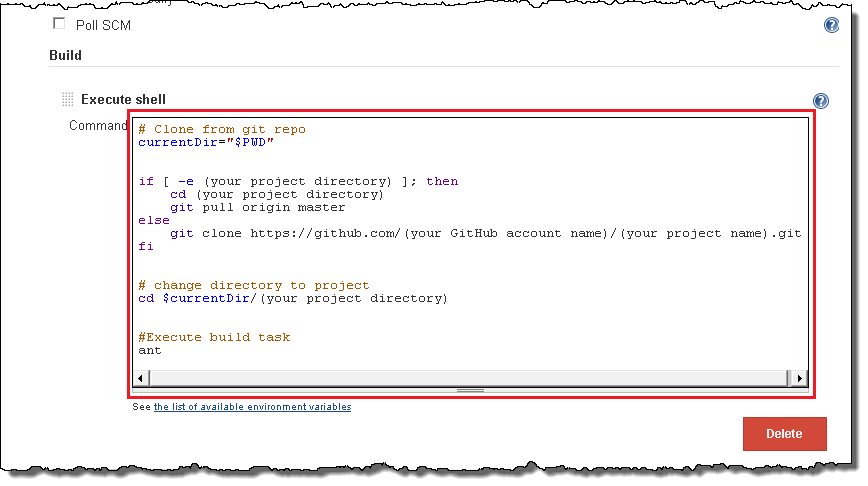 Poll SCM
Build
Execute shell
Command
# Clone from git repo
currentDir="$PWD"
if [ -e (your project directory) ]; then
cd (your project directory)
git pull origin master
else
git clone https://github.com/(your GitHub account name)/(your project name).git
fi
# change directory to project
cd $currentDir/(your project directory)
#Execute build task
ant
See the list of available environment variables
Delete